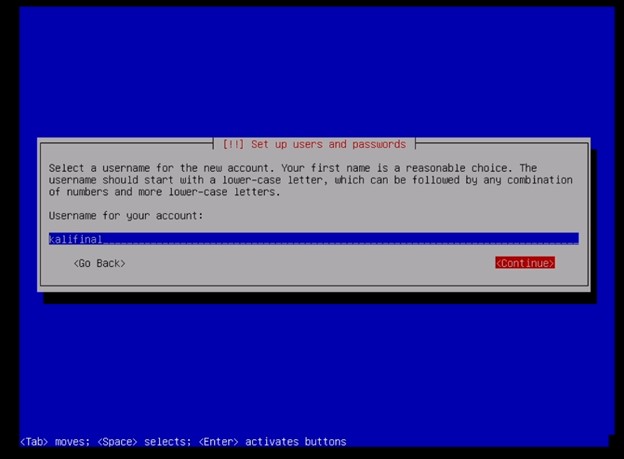 [!!] Set up users and passwords
Select a username for the new account. Your first name is a reasonable choice. The
username should start with a lower-case letter, which can be followed by any combination
of numbers and more lower-case letters.
Username for your account:
kalifinal
<Go Back> <Continue>
<Tab> moves; <Space> selects; <Enter> activates buttons